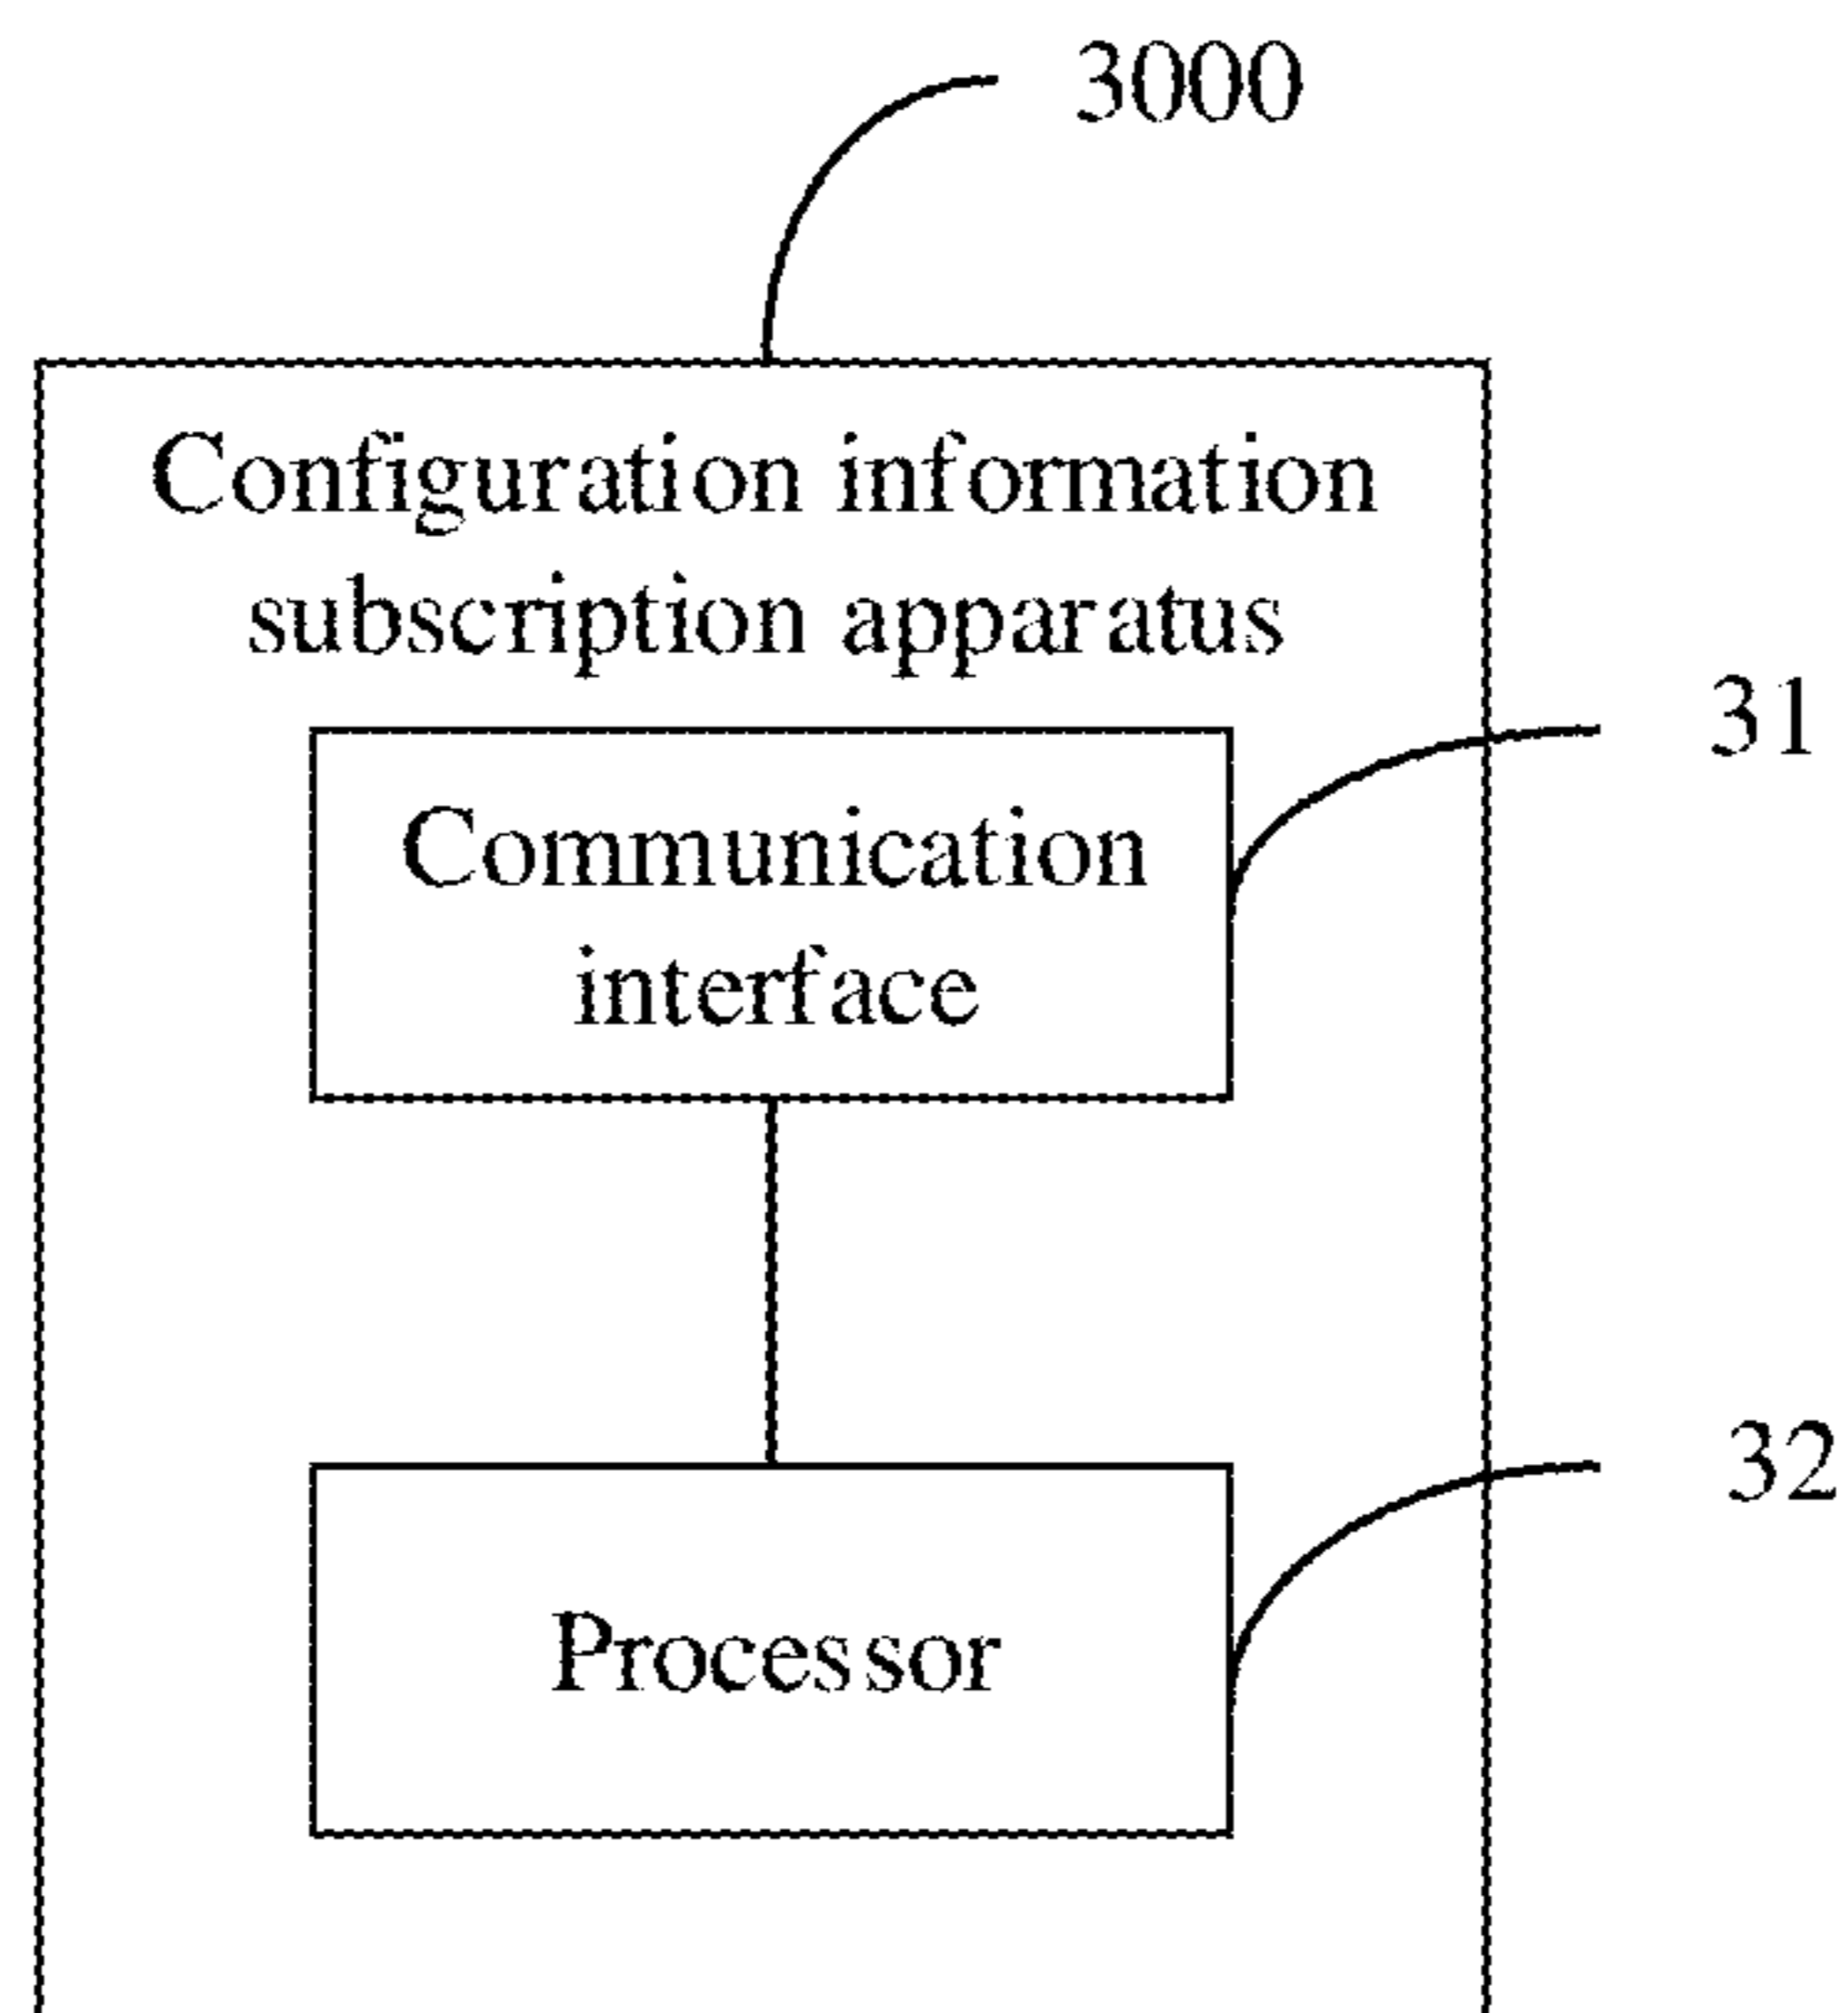 3000
Configuration information
subscription apparatus
31
Communication
interface
32
Processor